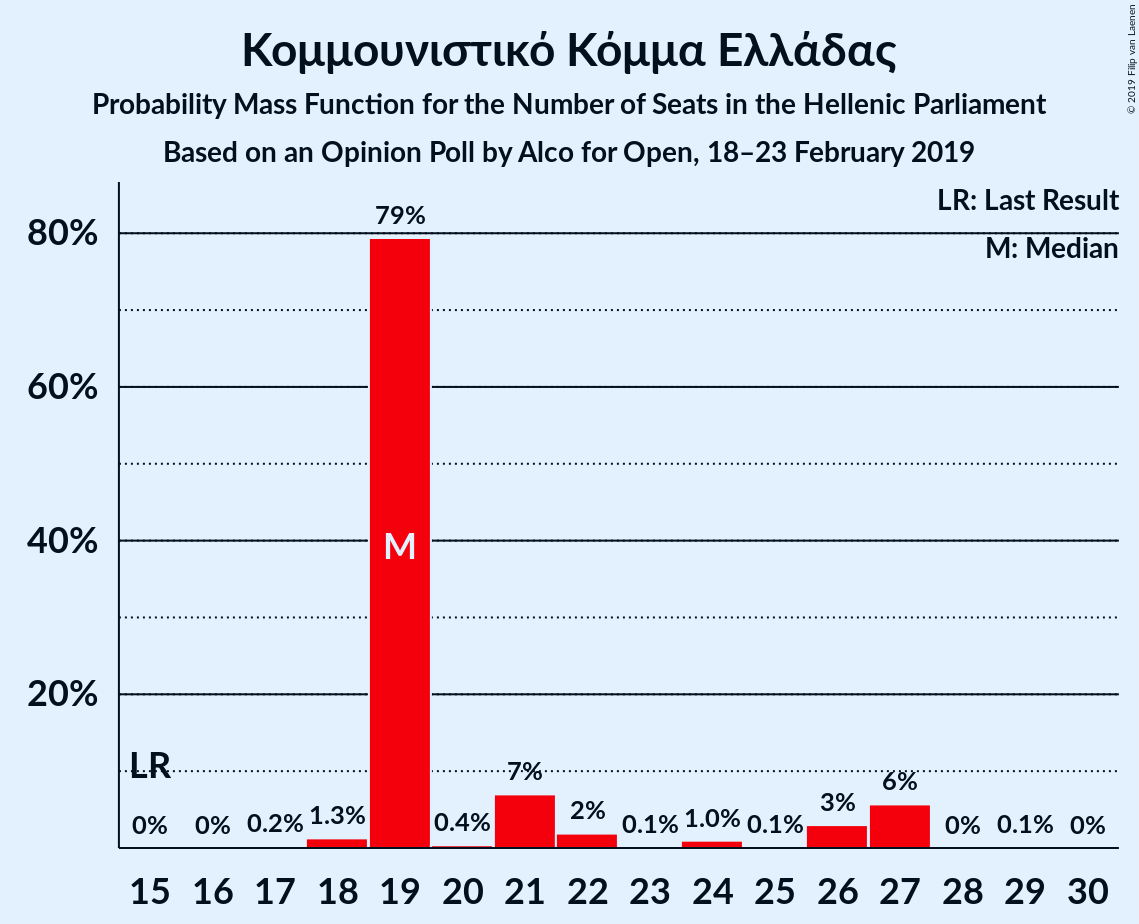 Κομμουνιστικό Κόμμα Ελλάδας
Probability Mass Function for the Number of Seats in the Hellenic Parliament
Based on an Opinion Poll by Alco for Open, 18–23 February 2019
© 2019 Filip van Laenen
LR: Last Result
M: Median
80%
60%
40%
20%
79%
M
LR
0% 0% 0.2% 1.3% 0.4% 7% 2% 0.1% 1.0% 0.1% 3% 6% 0% 0.1% 0%
15 16 17 18 19 20 21 22 23 24 25 26 27 28 29 30